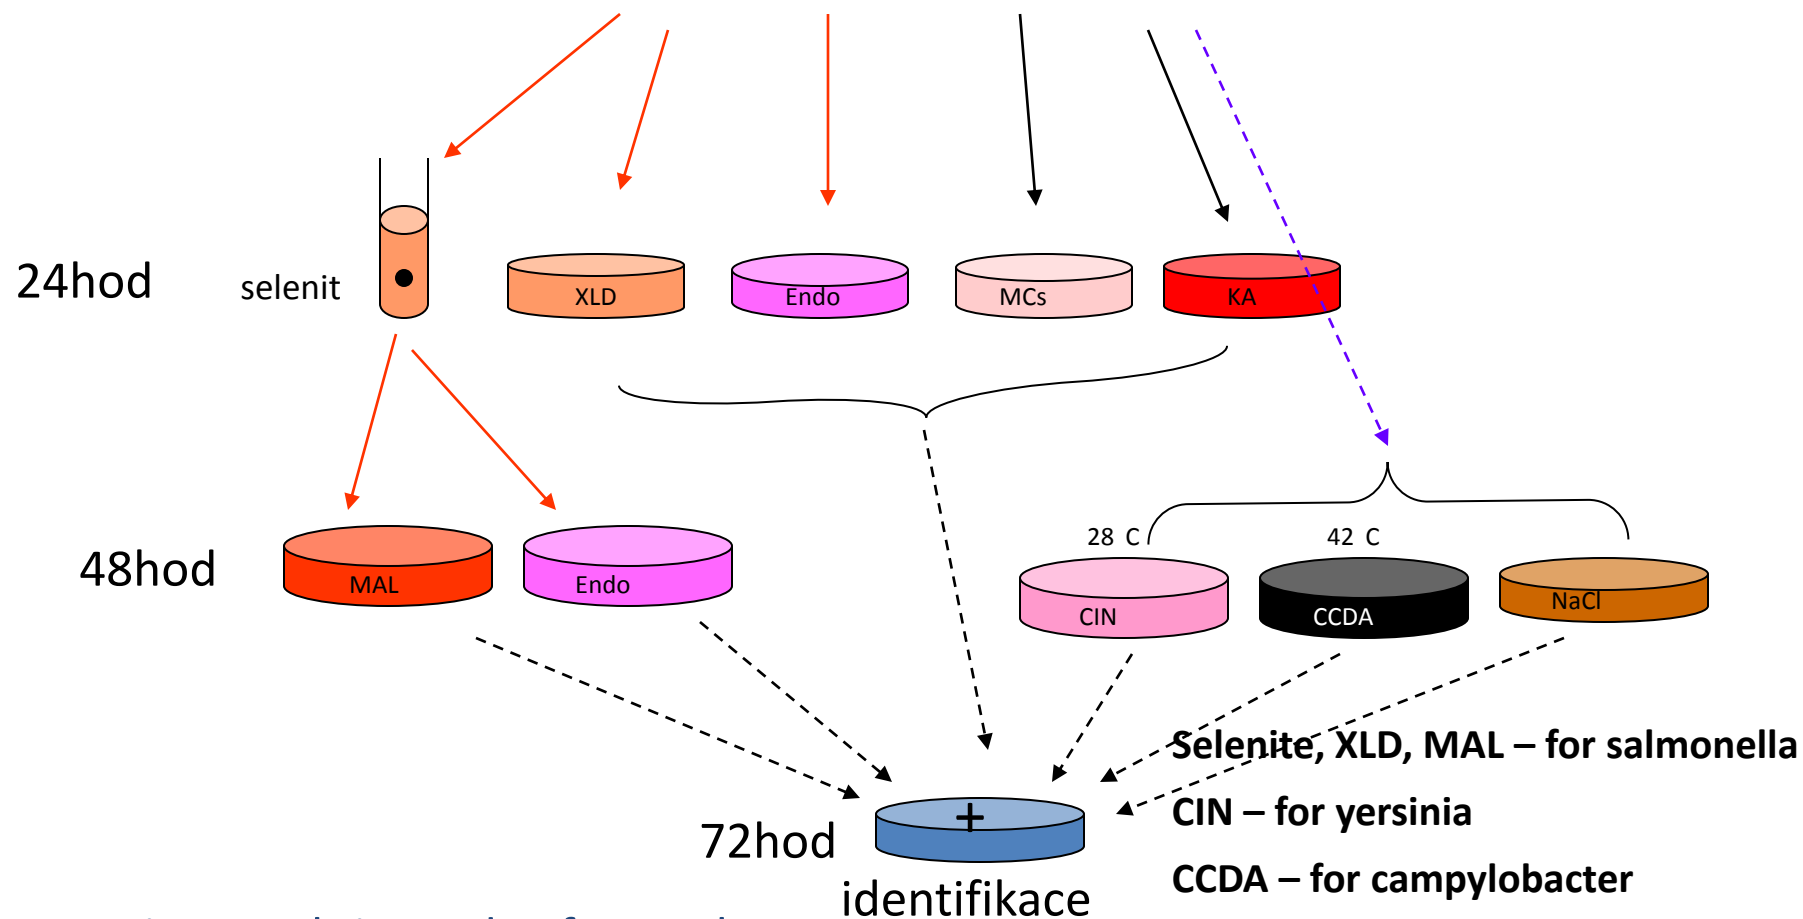 24hod
selenit
XLD
Endo
MCs
KA
28 C
42 C
48hod
MAL
Endo
CIN
CCDA
NaCl
Selenite, XLD, MAL – for salmonella
+
CIN – for yersinia
72hod
CCDA – for campylobacter
identifikace